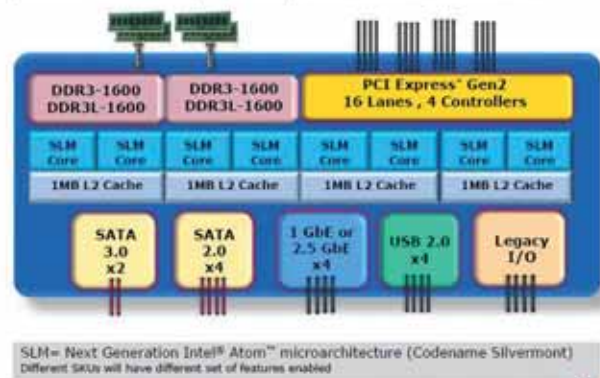 DDR3-1600
DDR3L-1600
DDR3-1600
DDR3L-1600
PCI Express* Gen2
16 Lanes , 4 Controllers
SLM Core
SLM Core
SLM Core
SLM Core
SLM Core
SLM Core
SLM Core
SLM Core
1MB L2 Cache
1MB L2 Cache
1MB L2 Cache
1MB L2 Cache
SATA
3.0
x2
SATA
2.0
x4
1 GbE or
2.5 GbE
x4
USB 2.0
x4
Legacy
I/O
SLM= Next Generation Intel® Atom™ microarchitecture (Codename Silvermont)
Different SKUs will have different set of features enabled